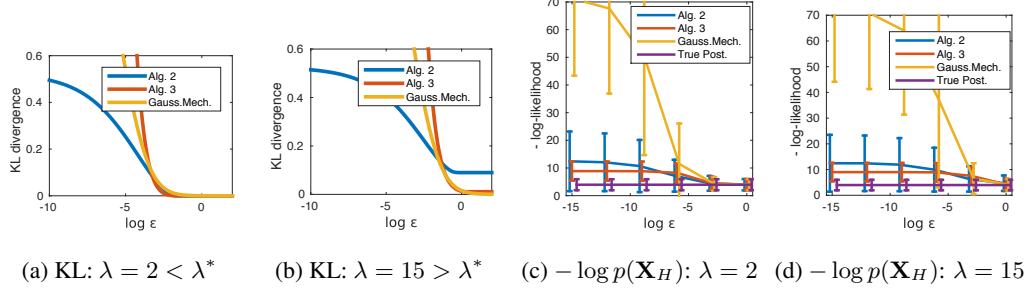 KL divergence
0.6
0.4
0.2
0
-10
-5
0
log ε
Alg. 2
Alg. 3
Gauss.Mech.
KL divergence
0.6
0.4
0.2
0
-10
-5
0
log ε
Alg. 2
Alg. 3
Gauss.Mech.
- log-likelihood
70
60
50
40
30
20
10
0
-15
-10
-5
0
log ε
Alg. 2
Alg. 3
Gauss.Mech.
True Post.
- log-likelihood
70
60
50
40
30
20
10
0
-15
-10
-5
0
log ε
Alg. 2
Alg. 3
Gauss.Mech.
True Post.
(a) KL: λ = 2 < λ*
(b) KL: λ = 15 > λ*
(c) − log p(X_H): λ = 2
(d) − log p(X_H): λ = 15